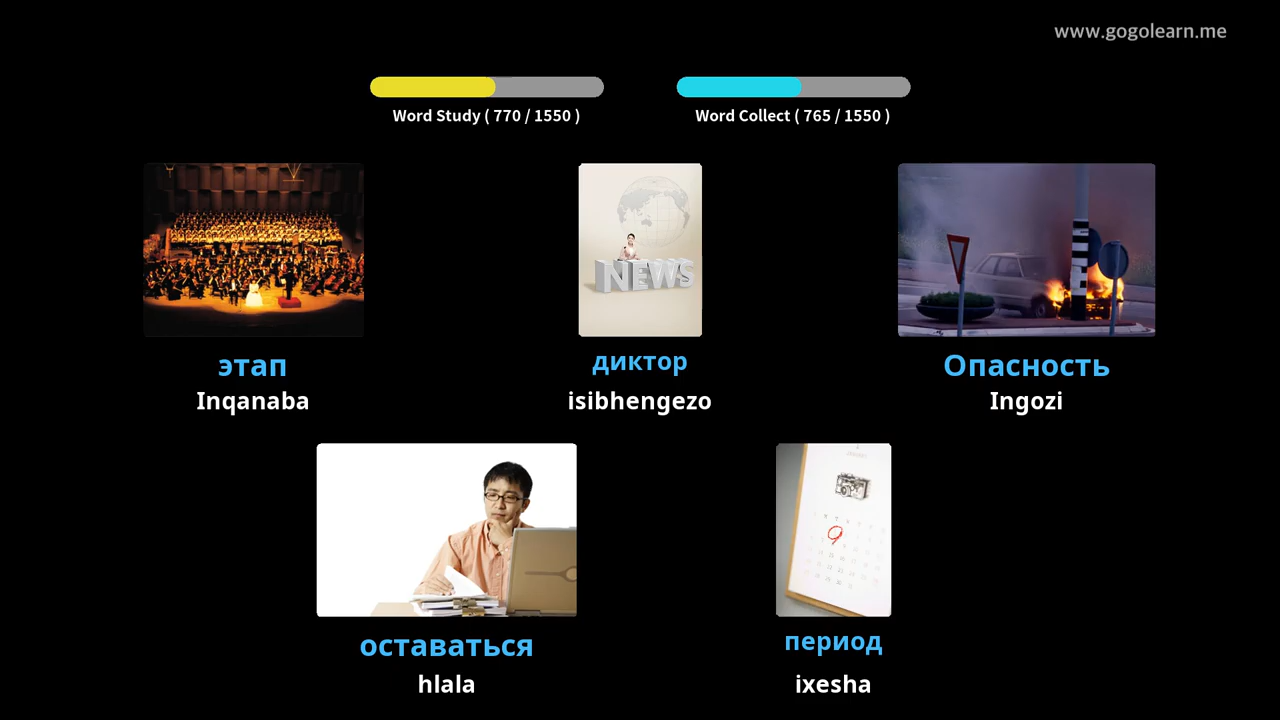 www.gogolearn.me
Word Study ( 770 / 1550 )
Word Collect ( 765 / 1550 )
NEWS
этап
Inqanaba
диктор
isibhengezo
Опасность
Ingozi
9
оставаться
hlala
период
ixesha